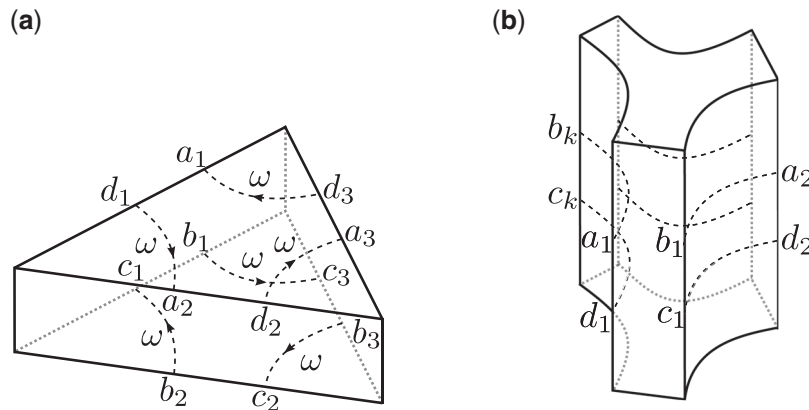 (a)
(b)
a₁
d₁
ω
d₃
ω
b₁
ω
a₃
c₁
ω
c₃
a₂
d₂
b₃
ω
ω
b₂
c₂
bₖ
a₂
cₖ
a₁
b₁
d₂
d₁
c₁